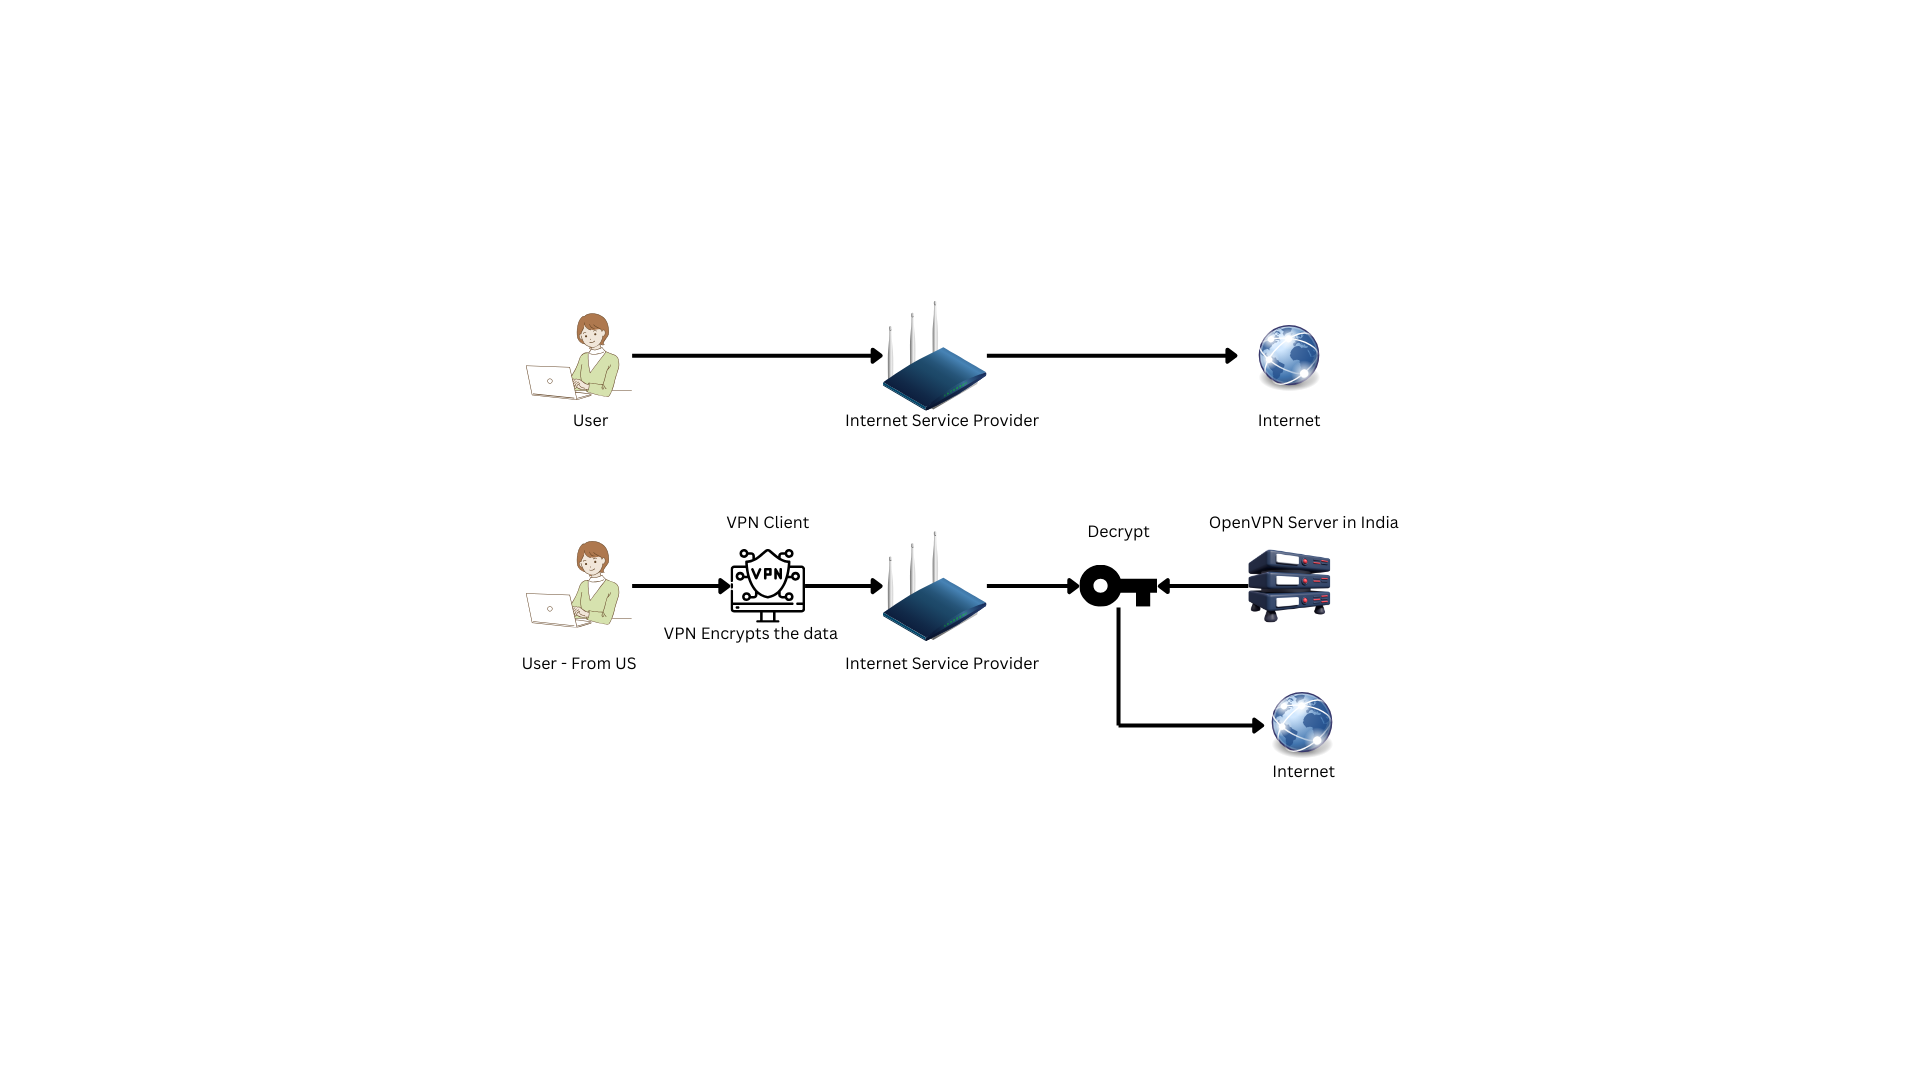 User
Internet Service Provider
Internet
VPN Client
Decrypt
OpenVPN Server in India
VPN
VPN Encrypts the data
User - From US
Internet Service Provider
Internet